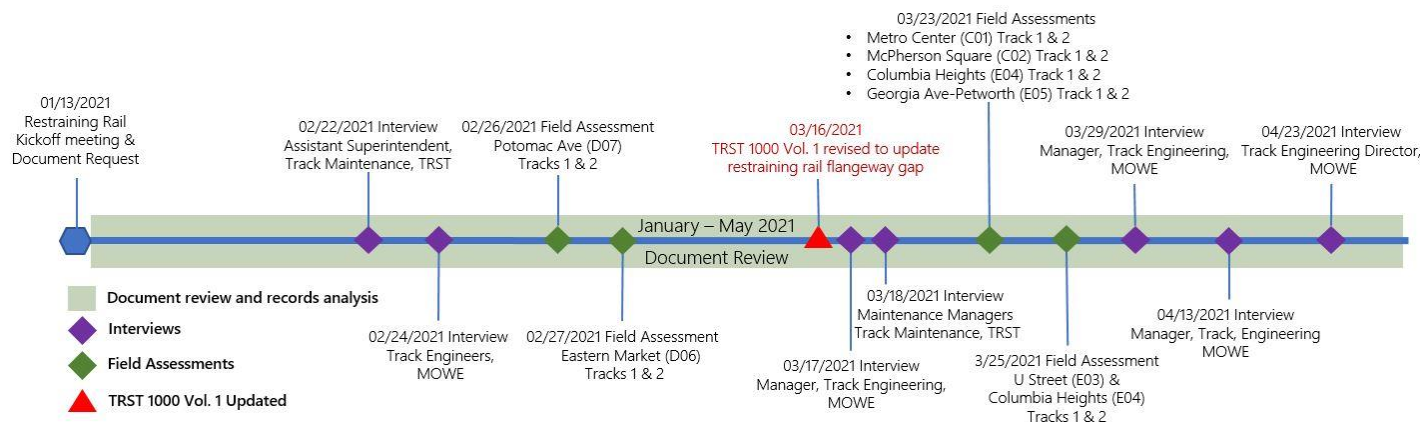 01/13/2021
Restraining Rail
Kickoff meeting &
Document Request
02/22/2021 Interview
Assistant Superintendent,
Track Maintenance, TRST
02/26/2021 Field Assessment
Potomac Ave (D07)
Tracks 1 & 2
03/16/2021
TRST 1000 Vol. 1 revised to update
restraining rail flangeway gap
03/23/2021 Field Assessments
• Metro Center (C01) Track 1 & 2
• McPherson Square (C02) Track 1 & 2
• Columbia Heights (E04) Track 1 & 2
• Georgia Ave-Petworth (E05) Track 1 & 2
03/29/2021 Interview
Manager, Track Engineering,
MOWE
04/23/2021 Interview
Track Engineering Director,
MOWE
January – May 2021
Document Review
02/24/2021 Interview
Track Engineers,
MOWE
02/27/2021 Field Assessment
Eastern Market (D06)
Tracks 1 & 2
03/17/2021 Interview
Manager, Track Engineering,
MOWE
03/18/2021 Interview
Maintenance Managers
Track Maintenance, TRST
3/25/2021 Field Assessment
U Street (E03) &
Columbia Heights (E04)
Tracks 1 & 2
04/13/2021 Interview
Manager, Track, Engineering
MOWE
Document review and records analysis
Interviews
Field Assessments
TRST 1000 Vol. 1 Updated